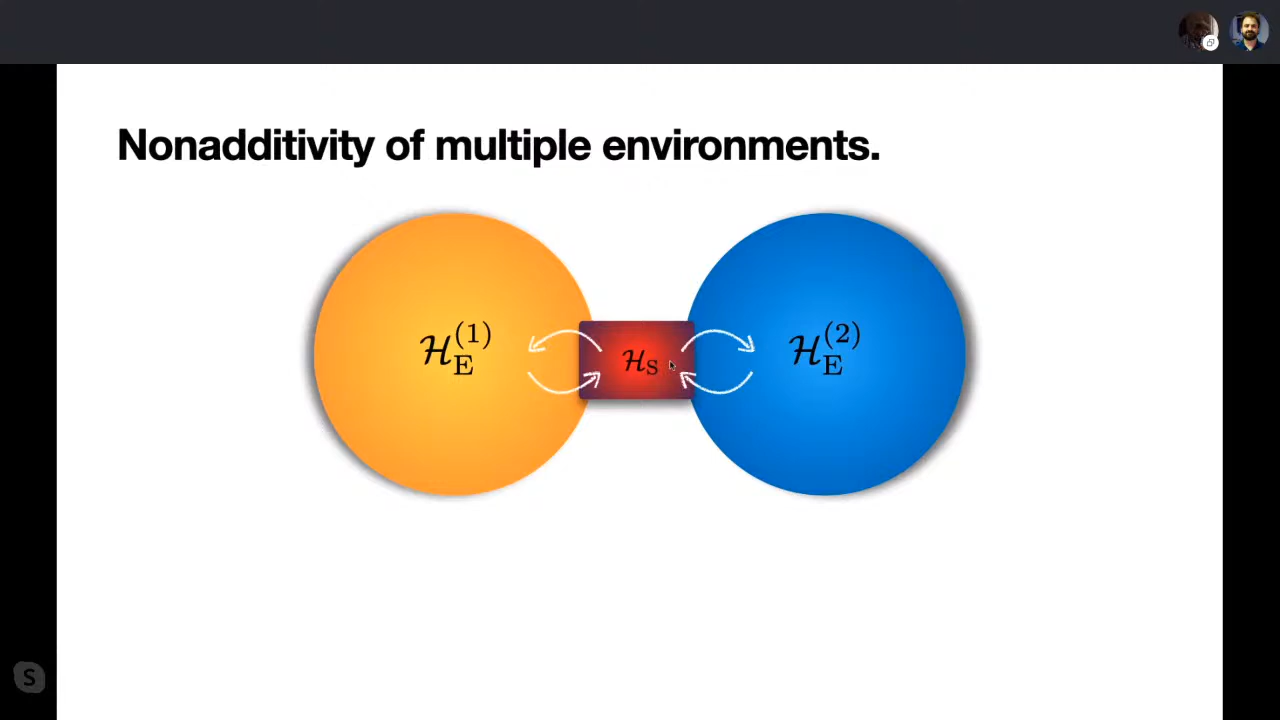 Nonadditivity of multiple environments.
ℋ_E^(1)
ℋ_S
ℋ_E^(2)
S